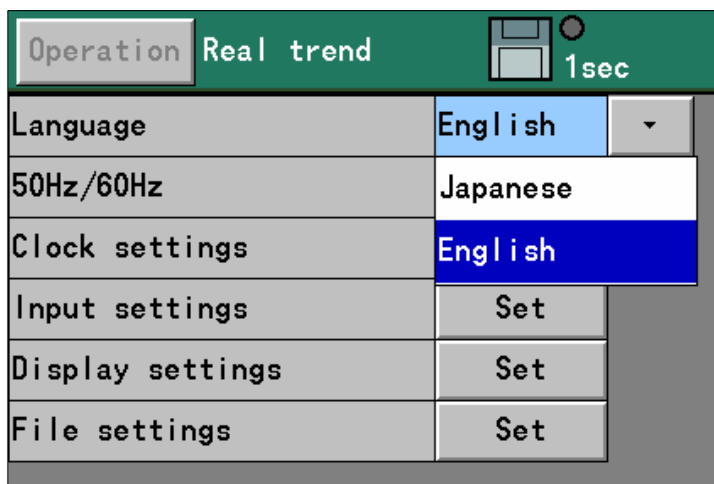 Operation Real trend 1sec
Language English
50Hz/60Hz Japanese
Clock settings English
Input settings Set
Display settings Set
File settings Set